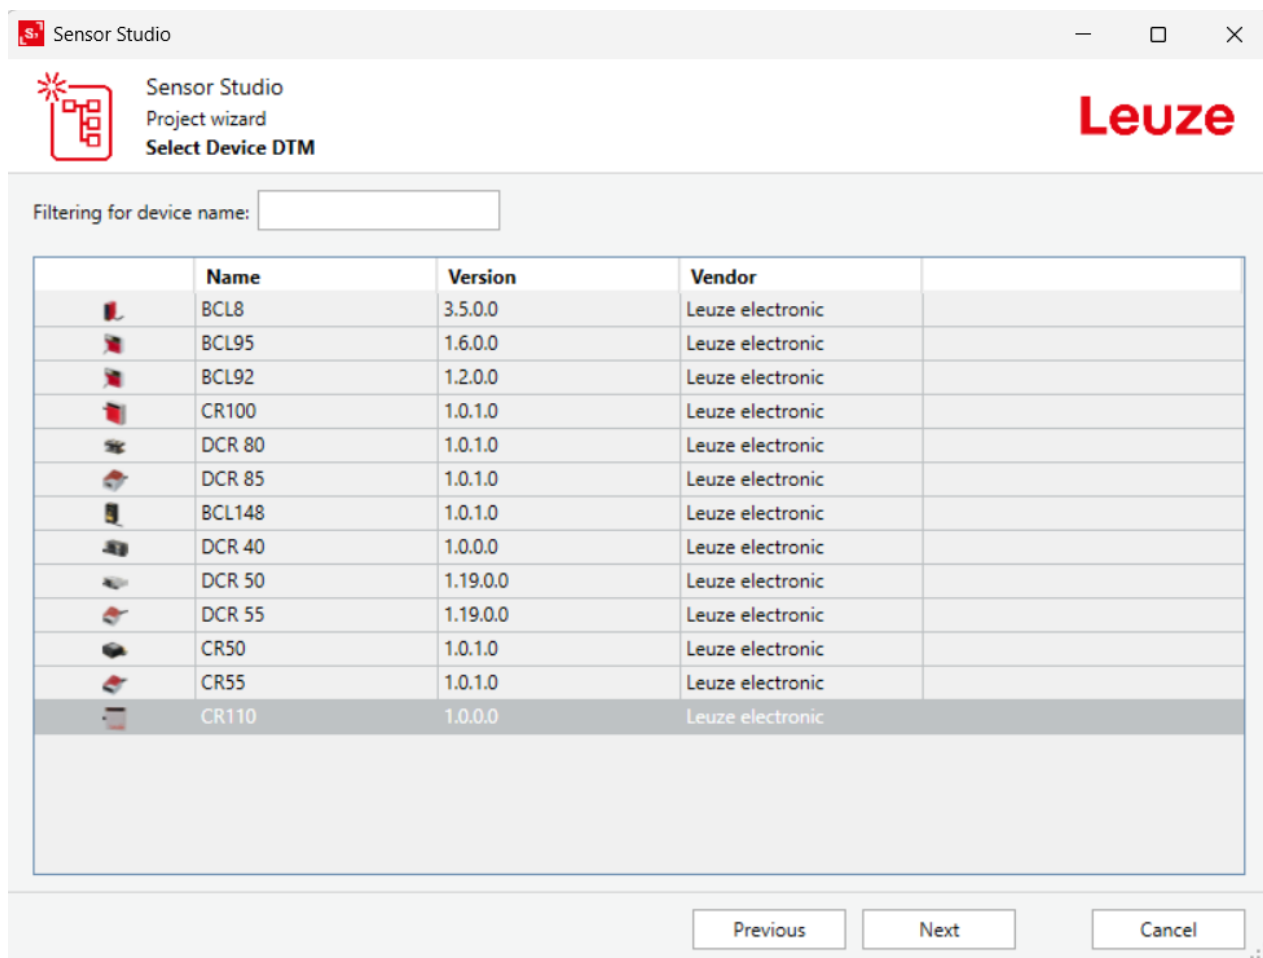 Sensor Studio
Sensor Studio
Project wizard
Select Device DTM
Leuze
Filtering for device name:
Name Version Vendor
BCL8 3.5.0.0 Leuze electronic
BCL95 1.6.0.0 Leuze electronic
BCL92 1.2.0.0 Leuze electronic
CR100 1.0.1.0 Leuze electronic
DCR 80 1.0.1.0 Leuze electronic
DCR 85 1.0.1.0 Leuze electronic
BCL148 1.0.1.0 Leuze electronic
DCR 40 1.0.0.0 Leuze electronic
DCR 50 1.19.0.0 Leuze electronic
DCR 55 1.19.0.0 Leuze electronic
CR50 1.0.1.0 Leuze electronic
CR55 1.0.1.0 Leuze electronic
CR110 1.0.0.0 Leuze electronic
Previous Next Cancel